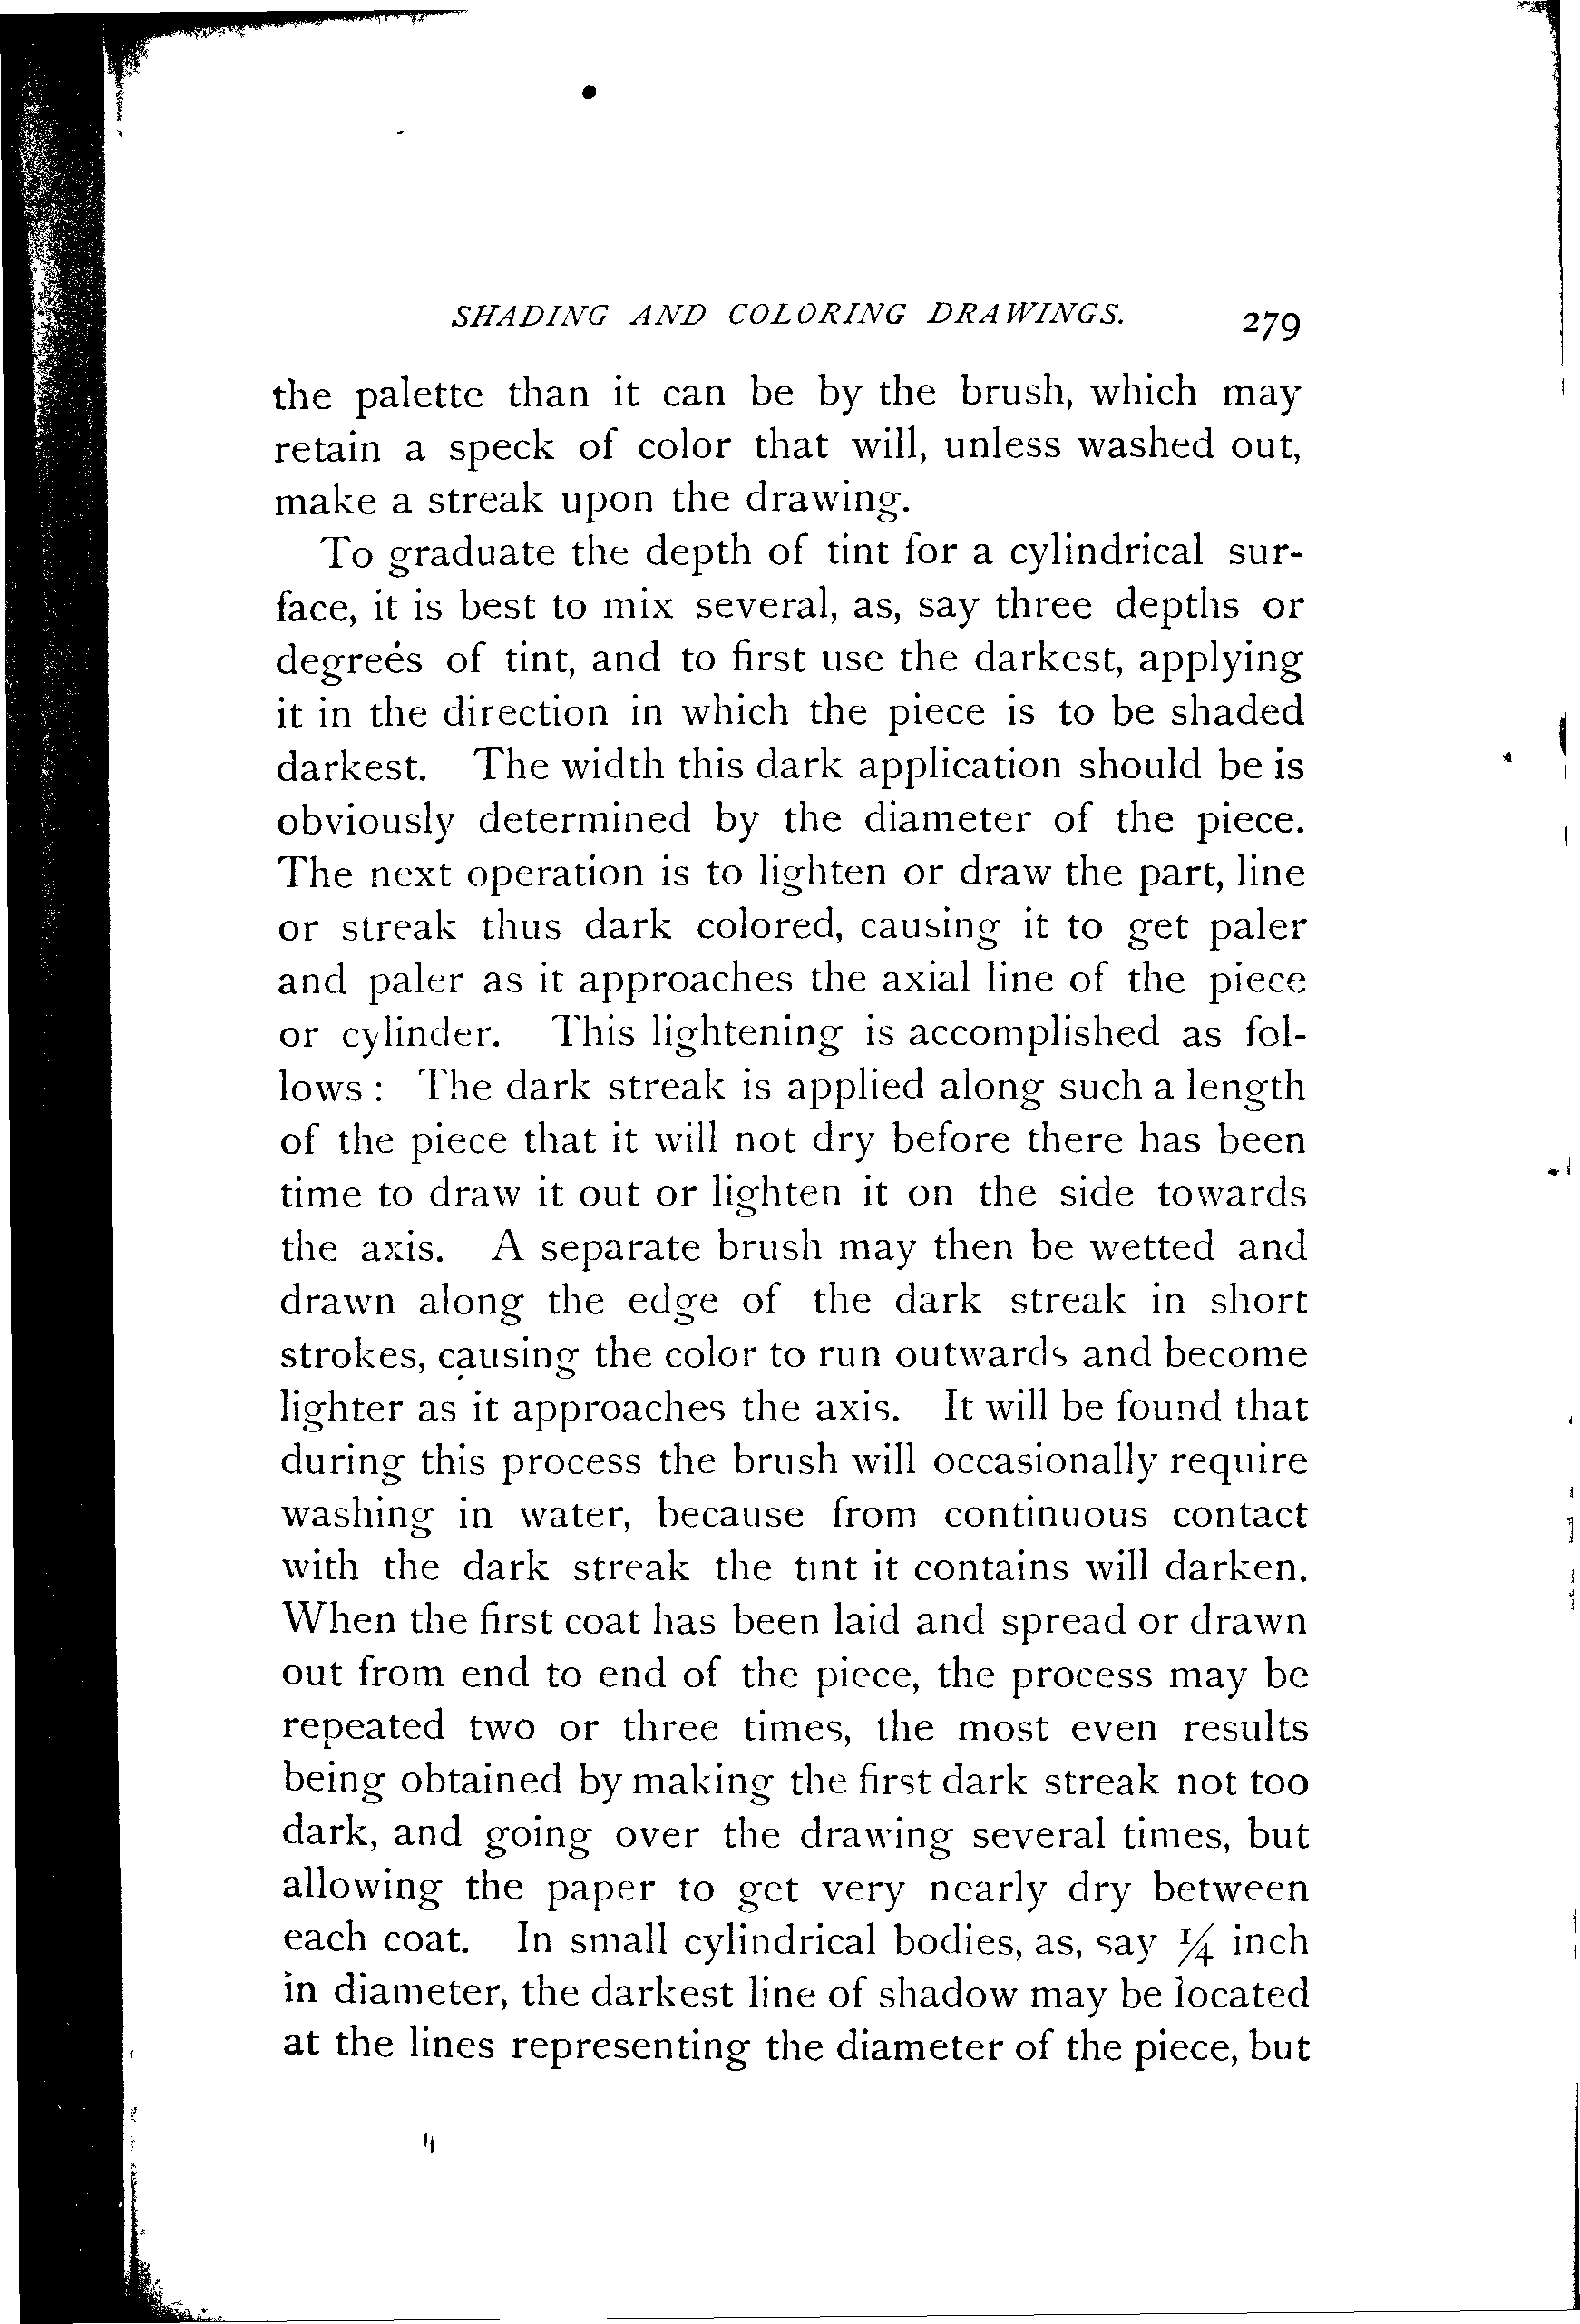 SHADING AND COLORING DRAWINGS. 279
the palette than it can be by the brush, which may
retain a speck of color that will, unless washed out,
make a streak upon the drawing.
To graduate the depth of tint for a cylindrical sur-
face, it is best to mix several, as, say three depths or
degrees of tint, and to first use the darkest, applying
it in the direction in which the piece is to be shaded
darkest. The width this dark application should be is
obviously determined by the diameter of the piece.
The next operation is to lighten or draw the part, line
or streak thus dark colored, causing it to get paler
and paler as it approaches the axial line of the piece
or cylinder. This lightening is accomplished as fol-
lows : The dark streak is applied along such a length
of the piece that it will not dry before there has been
time to draw it out or lighten it on the side towards
the axis. A separate brush may then be wetted and
drawn along the edge of the dark streak in short
strokes, causing the color to run outwards and become
lighter as it approaches the axis. It will be found that
during this process the brush will occasionally require
washing in water, because from continuous contact
with the dark streak the tint it contains will darken.
When the first coat has been laid and spread or drawn
out from end to end of the piece, the process may be
repeated two or three times, the most even results
being obtained by making the first dark streak not too
dark, and going over the drawing several times, but
allowing the paper to get very nearly dry between
each coat. In small cylindrical bodies, as, say ¼ inch
in diameter, the darkest line of shadow may be located
at the lines representing the diameter of the piece, but